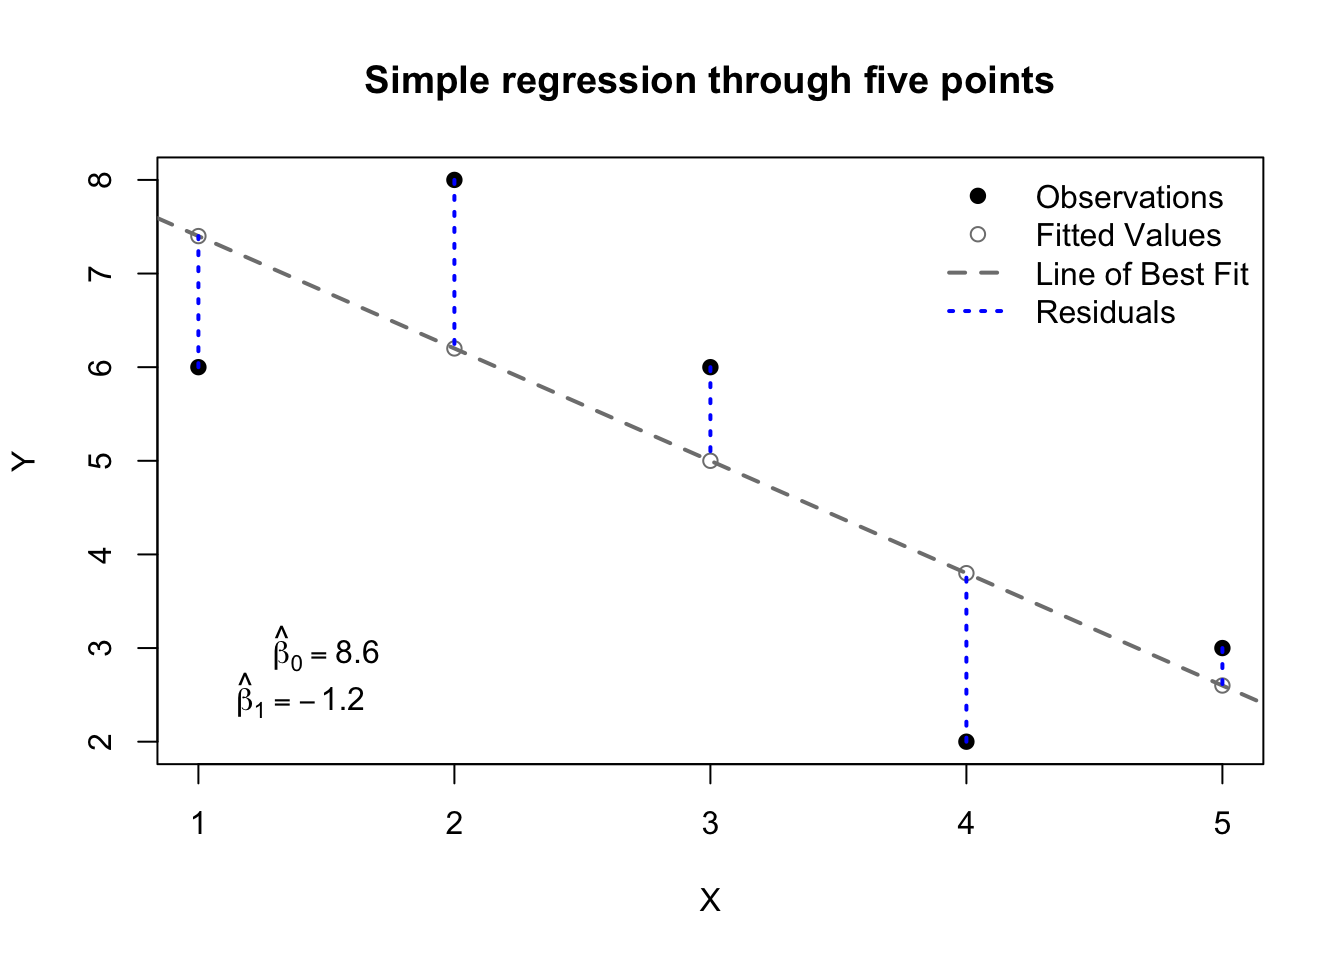 Simple regression through five points
Observations
Fitted Values
Line of Best Fit
Residuals
Y
8
7
6
5
4
3
2
β̂₀ = 8.6
β̂₁ = − 1.2
1 2 3 4 5
X